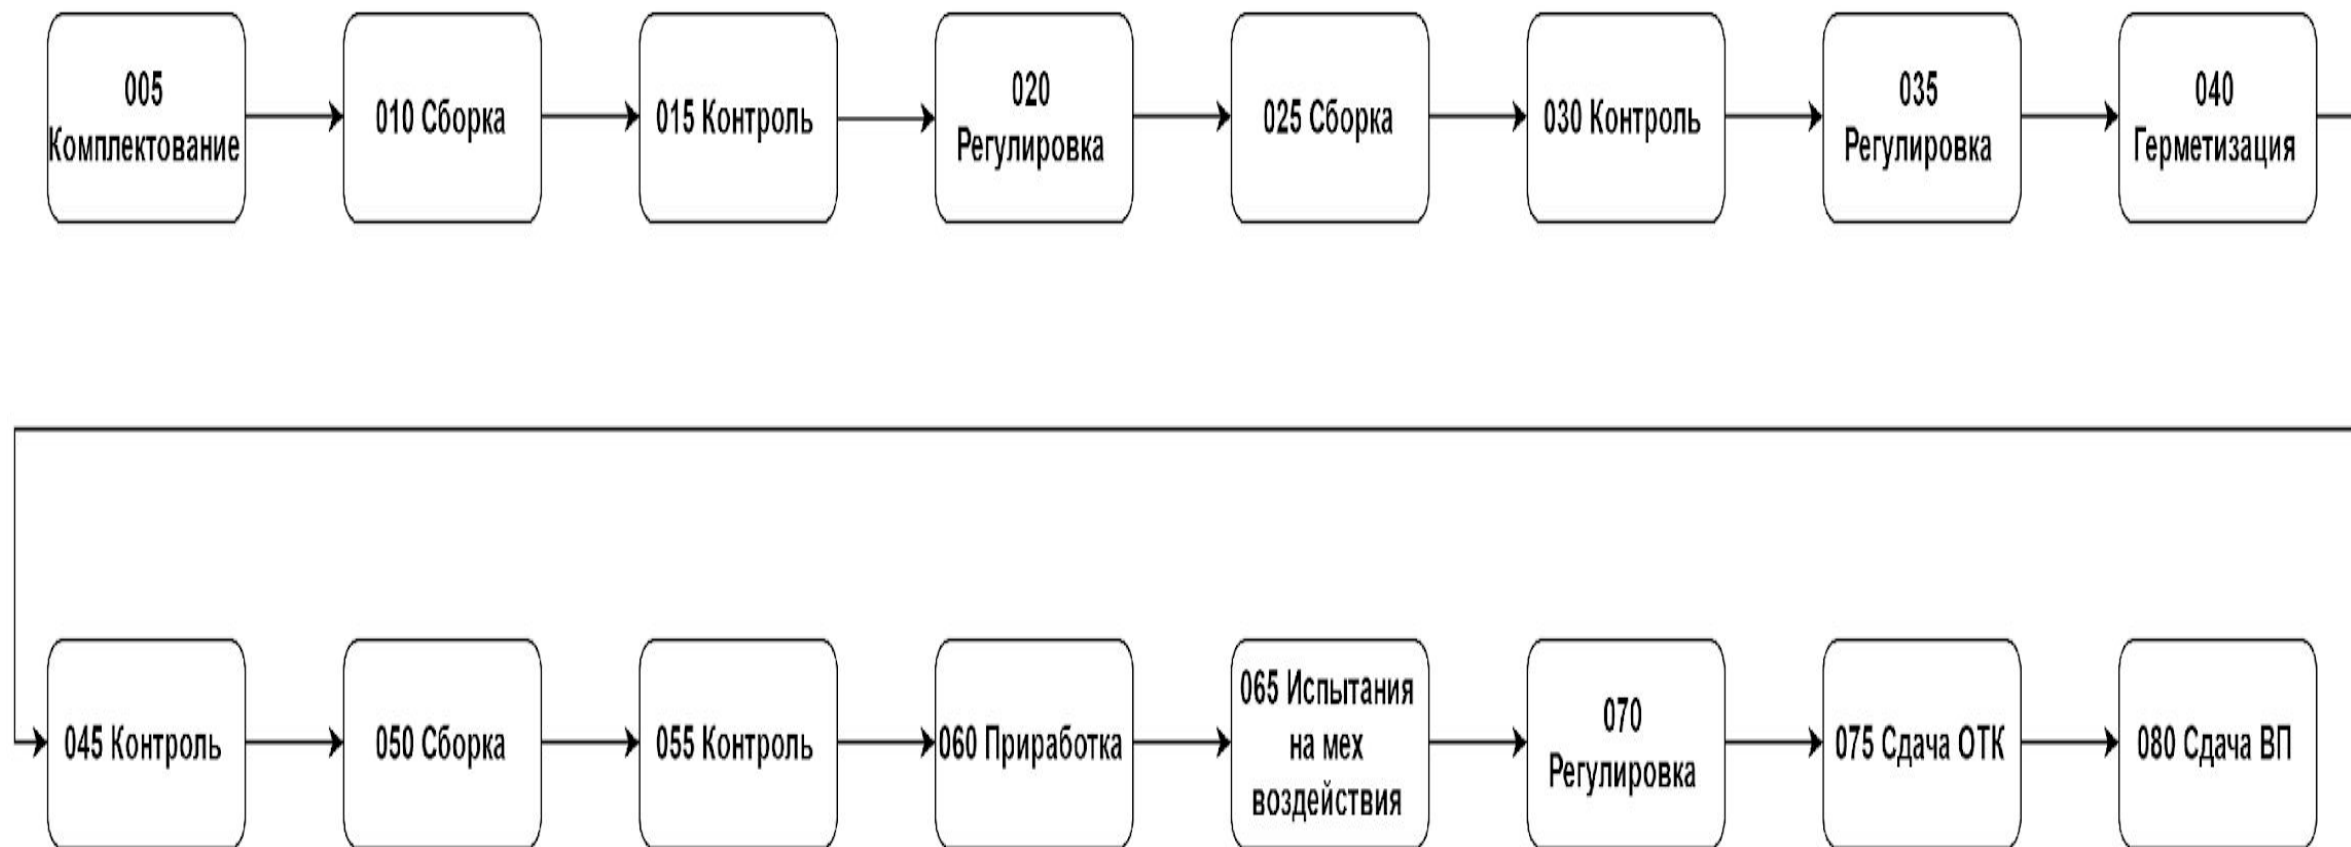 005
Комплектование
010 Сборка
015 Контроль
020
Регулировка
025 Сборка
030 Контроль
035
Регулировка
040
Герметизация
045 Контроль
050 Сборка
055 Контроль
060 Приработка
065 Испытания
на мех
воздействия
070
Регулировка
075 Сдача ОТК
080 Сдача ВП